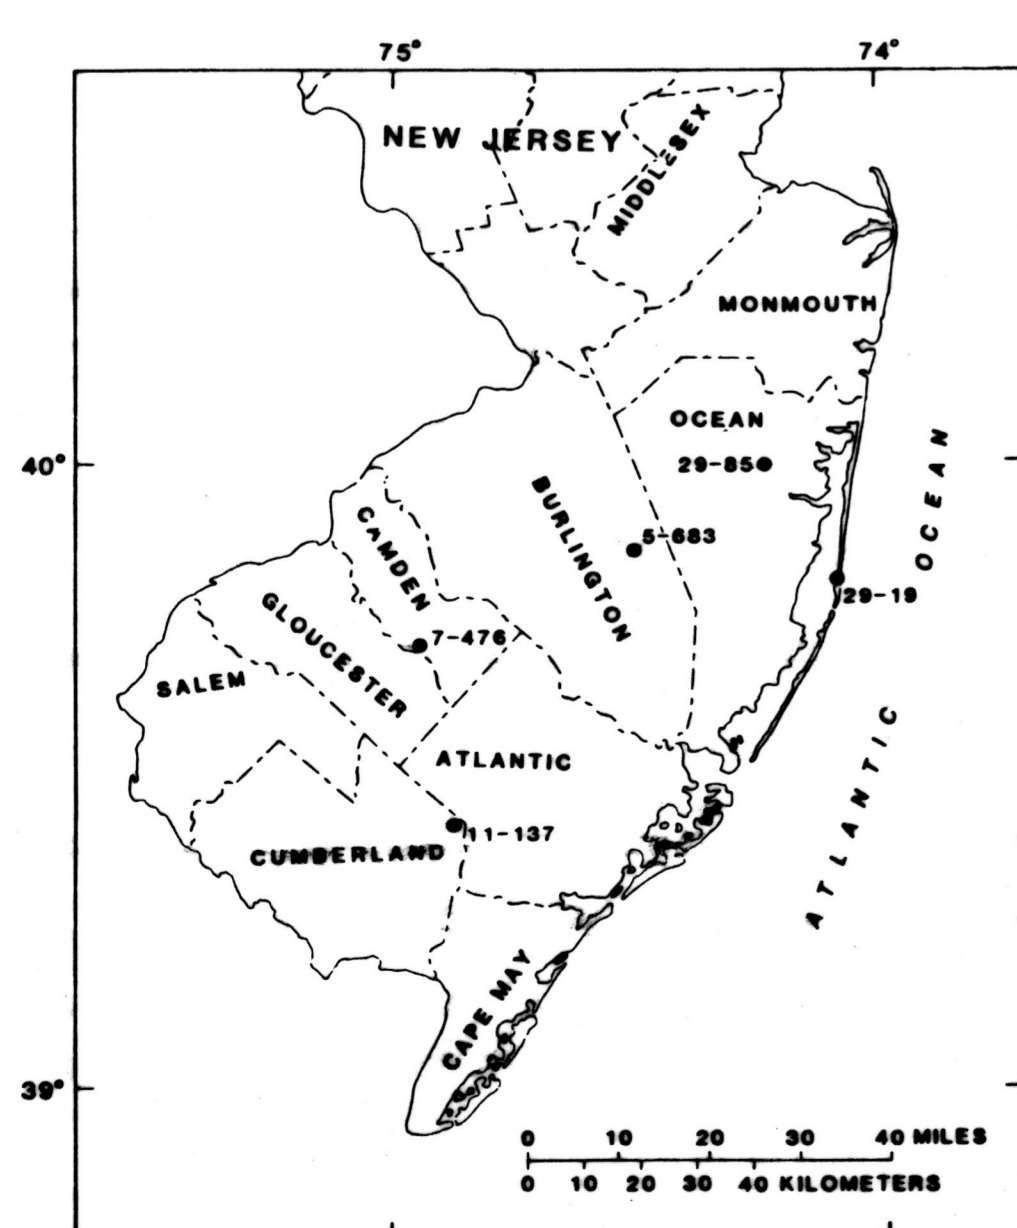 75° 74°
NEW JERSEY
MIDDLESEX
MONMOUTH
OCEAN
40°
29-85
BURLINGTON
5-683
CAMDEN
OCEAN
29-19
GLOUCESTER
7-476
SALEM
ATLANTIC
ATLANTIC
11-137
CUMBERLAND
CAPE MAY
39°
0 10 20 30 40 MILES
0 10 20 30 40 KILOMETERS